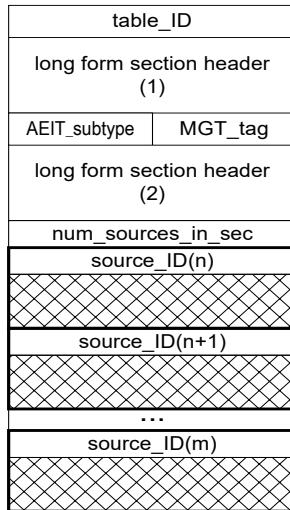 table_ID
long form section header
(1)
AEIT_subtype MGT_tag
long form section header
(2)
num_sources_in_sec
source_ID(n)
source_ID(n+1)
...
source_ID(m)